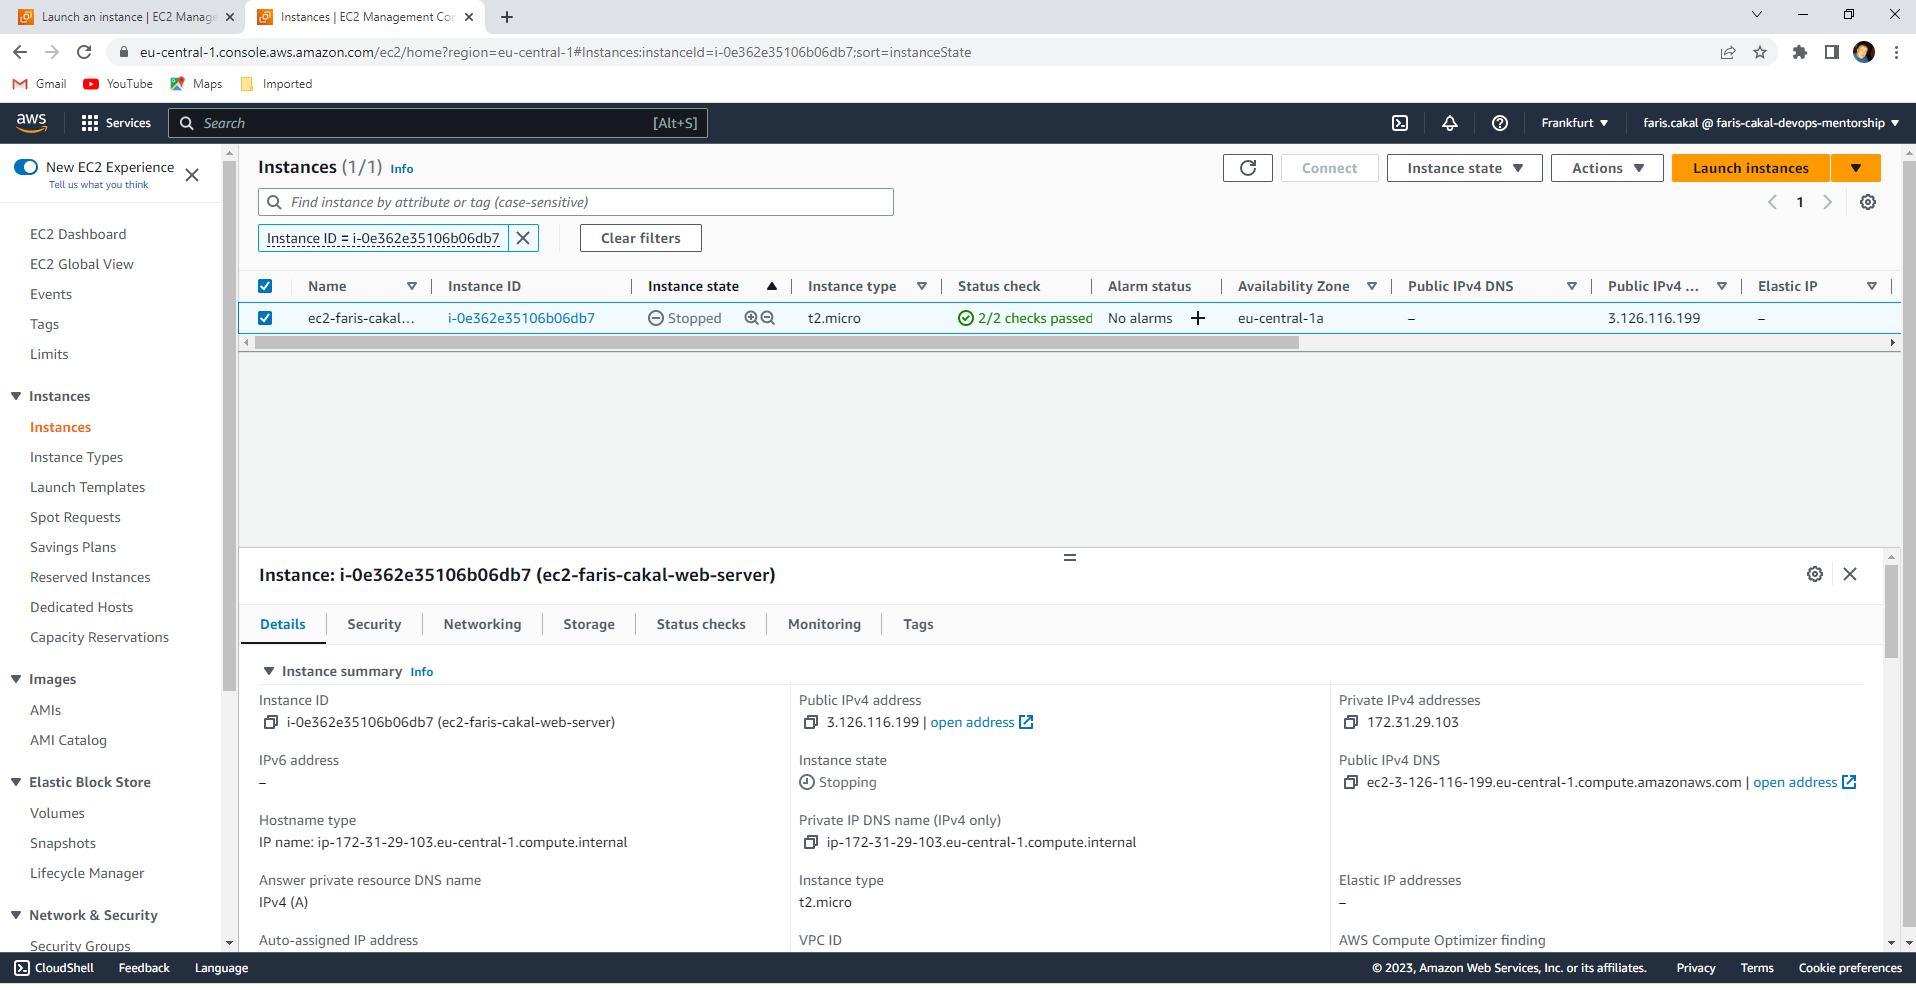 Launch an instance | EC2 Manage
Instances | EC2 Management Con
eu-central-1.console.aws.amazon.com/ec2/home?region=eu-central-1#Instances:instanceId=i-0e362e35106b06db7;sort=instanceState
Gmail YouTube Maps Imported
aws Services Search [Alt+S] Frankfurt faris.cakal @ faris-cakal-devops-mentorship
New EC2 Experience
Tell us what you think
EC2 Dashboard
EC2 Global View
Events
Tags
Limits
Instances
Instances
Instance Types
Launch Templates
Spot Requests
Savings Plans
Reserved Instances
Dedicated Hosts
Capacity Reservations
Images
AMIs
AMI Catalog
Elastic Block Store
Volumes
Snapshots
Lifecycle Manager
Network & Security
Security Groups
Instances (1/1) Info
Connect Instance state Actions Launch instances
Find instance by attribute or tag (case-sensitive)
1
Instance ID = i-0e362e35106b06db7 Clear filters
Name Instance ID Instance state Instance type Status check Alarm status Availability Zone Public IPv4 DNS Public IPv4 ... Elastic IP
ec2-faris-cakal... i-0e362e35106b06db7 Stopped t2.micro 2/2 checks passed No alarms + eu-central-1a – 3.126.116.199 –
Instance: i-0e362e35106b06db7 (ec2-faris-cakal-web-server)
Details Security Networking Storage Status checks Monitoring Tags
Instance summary Info
Instance ID
i-0e362e35106b06db7 (ec2-faris-cakal-web-server)
Public IPv4 address
3.126.116.199 | open address
Private IPv4 addresses
172.31.29.103
IPv6 address
–
Instance state
Stopping
Public IPv4 DNS
ec2-3-126-116-199.eu-central-1.compute.amazonaws.com | open address
Hostname type
IP name: ip-172-31-29-103.eu-central-1.compute.internal
Private IP DNS name (IPv4 only)
ip-172-31-29-103.eu-central-1.compute.internal
Answer private resource DNS name
IPv4 (A)
Instance type
t2.micro
Elastic IP addresses
–
Auto-assigned IP address
VPC ID
AWS Compute Optimizer finding
CloudShell Feedback Language © 2023, Amazon Web Services, Inc. or its affiliates. Privacy Terms Cookie preferences